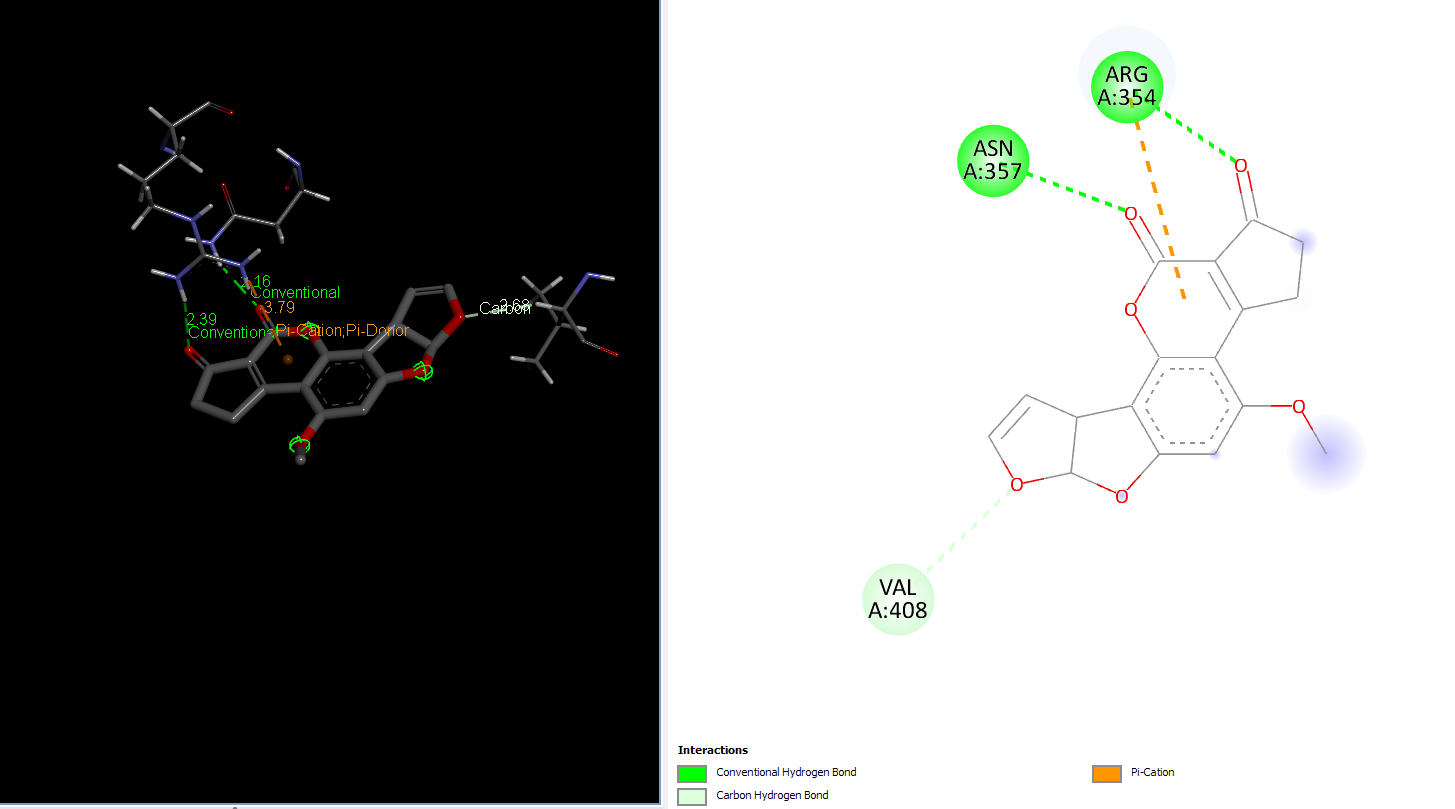 .16
Conventional
3.79
2.39
Conventional
Pi-Cation;Pi-Donor
Carbon
2.68
ARG
A:354
ASN
A:357
O
O
O
O
O
O
VAL
A:408
Interactions
Conventional Hydrogen Bond
Pi-Cation
Carbon Hydrogen Bond